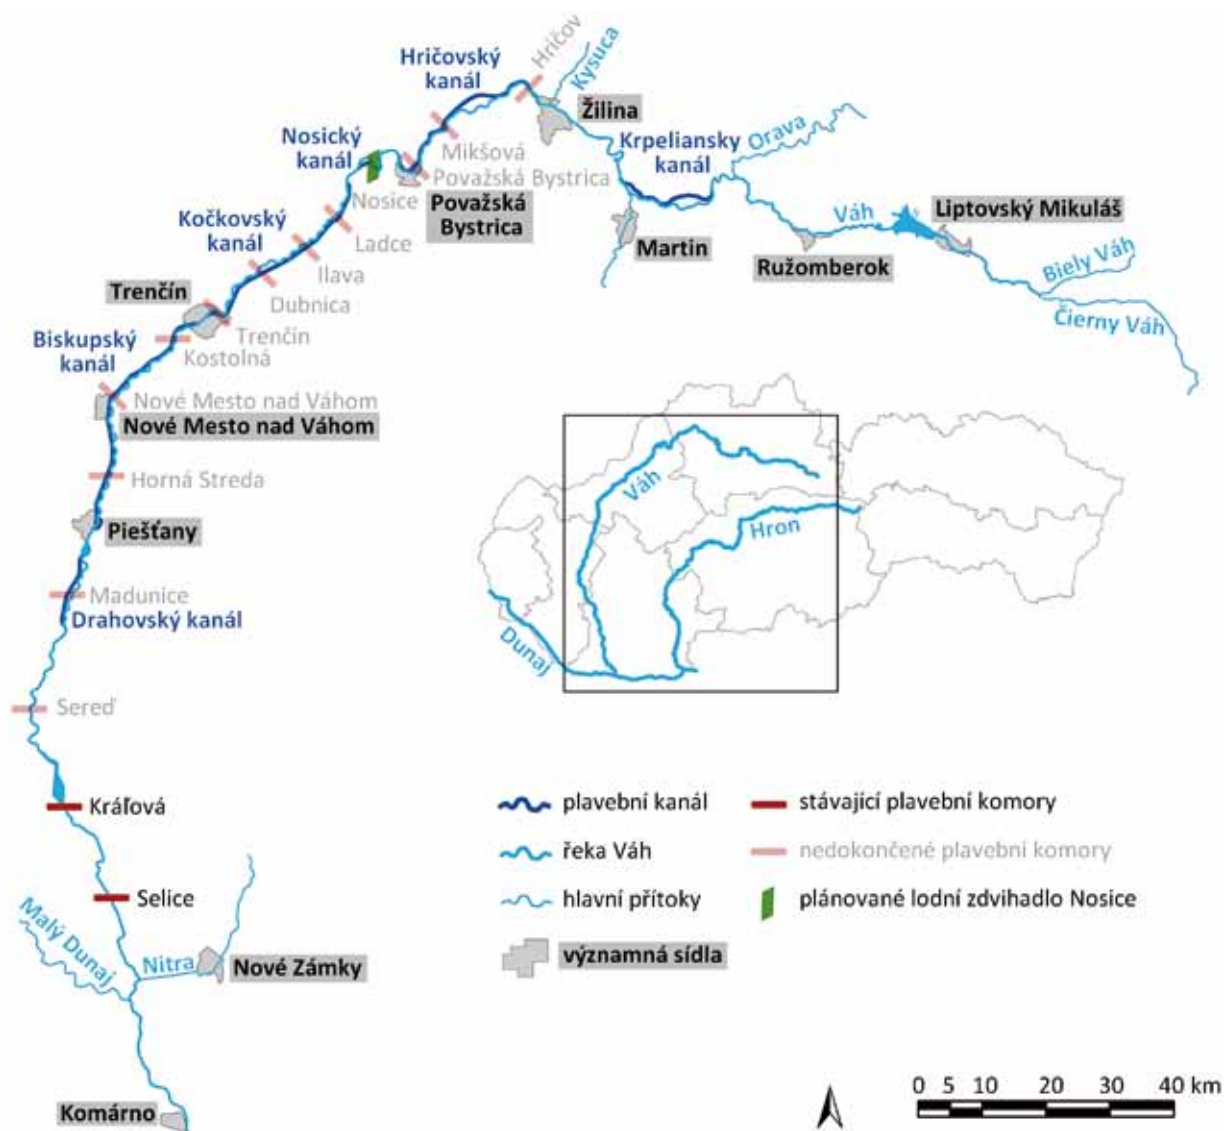 Hričov
Kysuca
Hričovský
kanál
Žilina
Krpeliansky
kanál
Orava
Nosický
kanál
Mikšová
Považská Bystrica
Nosice
Považská
Bystrica
Váh
Liptovský Mikuláš
Kočkovský
kanál
Ladce
Martin
Ružomberok
Biely Váh
Ilava
Trenčín
Dubnica
Čierny Váh
Trenčín
Biskupský
kanál
Kostolná
Nové Mesto nad Váhom
Nové Mesto nad Váhom
Horná Streda
Váh
Piešťany
Hron
Madunice
Drahovský kanál
Dunaj
Sereď
Kráľová
Selice
Malý Dunaj
Nitra
Nové Zámky
Komárno
plavební kanál
řeka Váh
hlavní přítoky
významná sídla
stávající plavební komory
nedokončené plavební komory
plánované lodní zdvihadlo Nosice
0 5 10 20 30 40 km